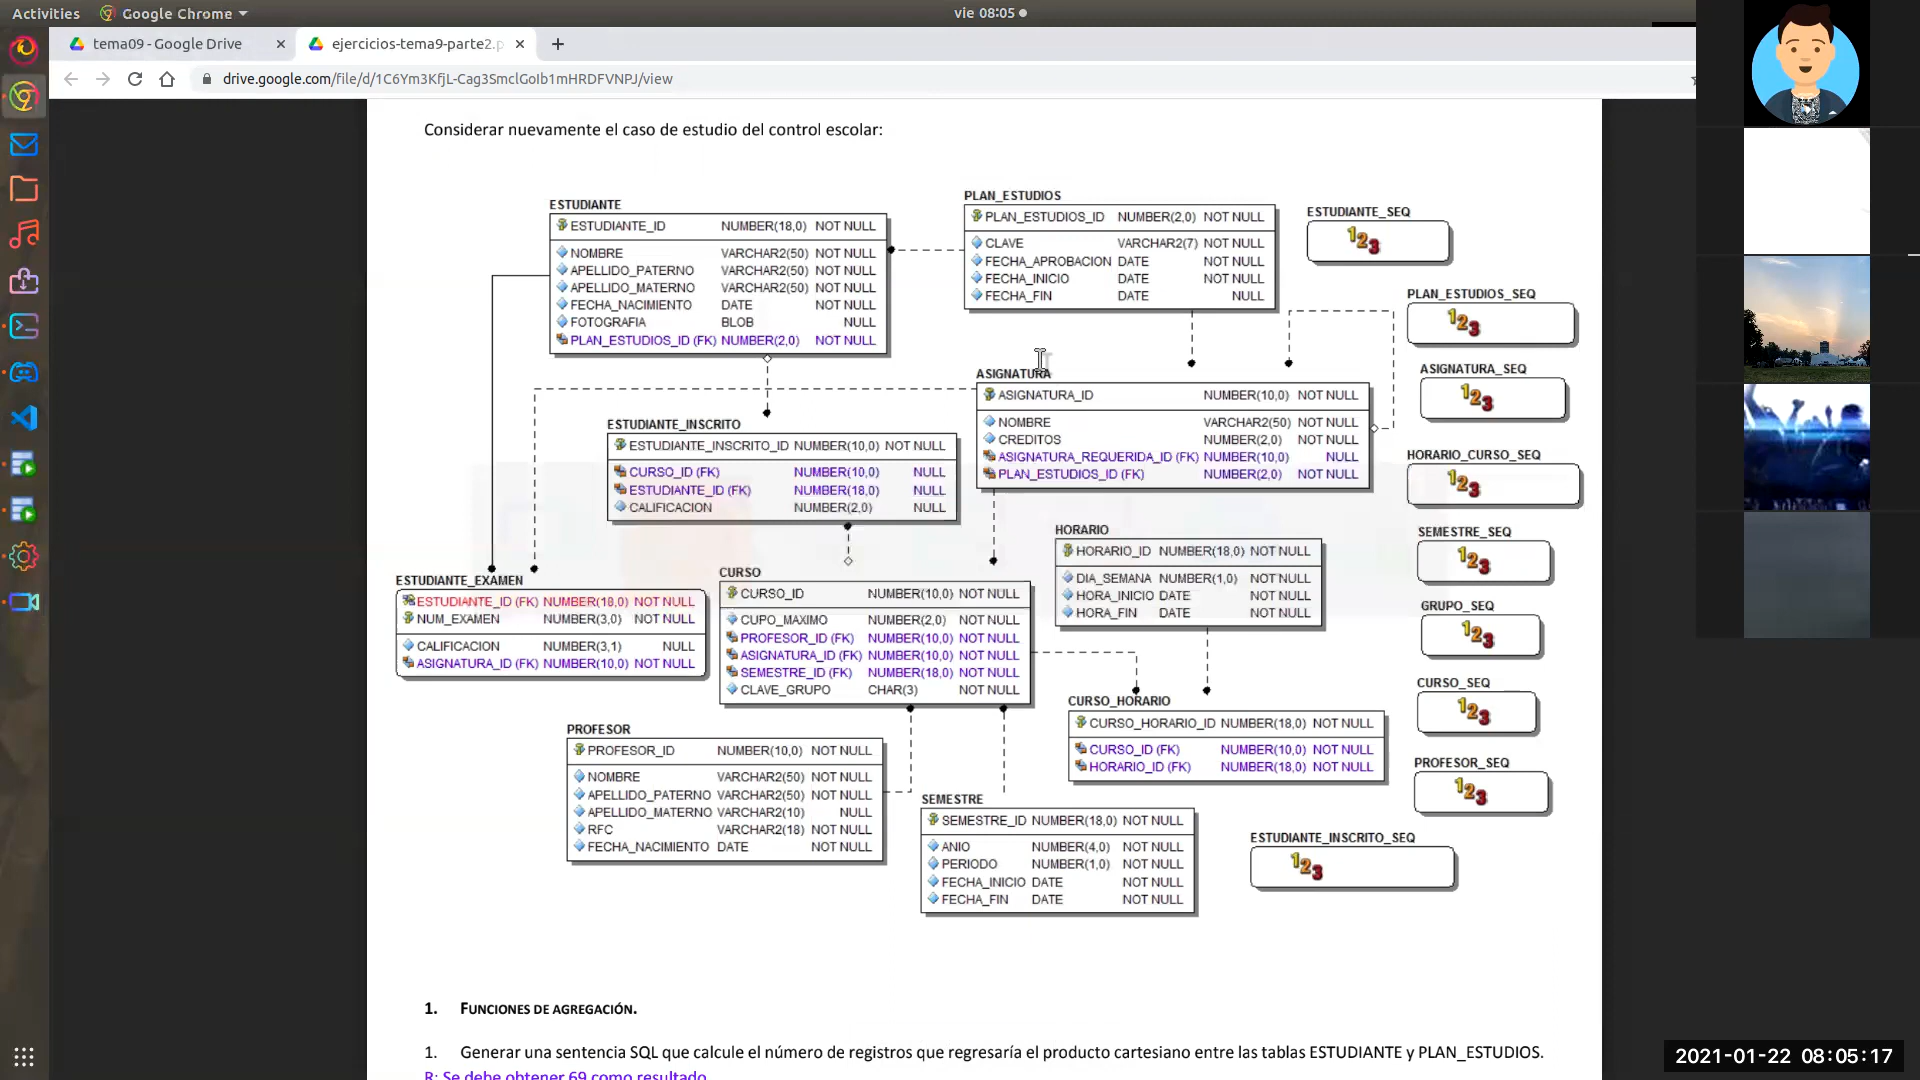 Activities
Google Chrome
vie 08:05
tema09 - Google Drive
ejercicios-tema9-parte2.p
drive.google.com/file/d/1C6Ym3KfjL-Cag3SmclGoIb1mHRDFVNPJ/view
Considerar nuevamente el caso de estudio del control escolar:
ESTUDIANTE
ESTUDIANTE_ID NUMBER(18,0) NOT NULL
NOMBRE VARCHAR2(50) NOT NULL
APELLIDO_PATERNO VARCHAR2(50) NOT NULL
APELLIDO_MATERNO VARCHAR2(50) NOT NULL
FECHA_NACIMIENTO DATE NOT NULL
FOTOGRAFIA BLOB NULL
PLAN_ESTUDIOS_ID (FK) NUMBER(2,0) NOT NULL
PLAN_ESTUDIOS
PLAN_ESTUDIOS_ID NUMBER(2,0) NOT NULL
CLAVE VARCHAR2(7) NOT NULL
FECHA_APROBACION DATE NOT NULL
FECHA_INICIO DATE NOT NULL
FECHA_FIN DATE NULL
ESTUDIANTE_SEQ
123
PLAN_ESTUDIOS_SEQ
123
ASIGNATURA_SEQ
123
ASIGNATURA
ASIGNATURA_ID NUMBER(10,0) NOT NULL
NOMBRE VARCHAR2(50) NOT NULL
CREDITOS NUMBER(2,0) NOT NULL
ASIGNATURA_REQUERIDA_ID (FK) NUMBER(10,0) NULL
PLAN_ESTUDIOS_ID (FK) NUMBER(2,0) NOT NULL
ESTUDIANTE_INSCRITO
ESTUDIANTE_INSCRITO_ID NUMBER(10,0) NOT NULL
CURSO_ID (FK) NUMBER(10,0) NULL
ESTUDIANTE_ID (FK) NUMBER(18,0) NULL
CALIFICACION NUMBER(2,0) NULL
HORARIO_CURSO_SEQ
123
HORARIO
HORARIO_ID NUMBER(18,0) NOT NULL
DIA_SEMANA NUMBER(1,0) NOT NULL
HORA_INICIO DATE NOT NULL
HORA_FIN DATE NOT NULL
SEMESTRE_SEQ
123
ESTUDIANTE_EXAMEN
ESTUDIANTE_ID (FK) NUMBER(18,0) NOT NULL
NUM_EXAMEN NUMBER(3,0) NOT NULL
CALIFICACION NUMBER(3,1) NULL
ASIGNATURA_ID (FK) NUMBER(10,0) NOT NULL
CURSO
CURSO_ID NUMBER(10,0) NOT NULL
CUPO_MAXIMO NUMBER(2,0) NOT NULL
PROFESOR_ID (FK) NUMBER(10,0) NOT NULL
ASIGNATURA_ID (FK) NUMBER(10,0) NOT NULL
SEMESTRE_ID (FK) NUMBER(18,0) NOT NULL
CLAVE_GRUPO CHAR(3) NOT NULL
GRUPO_SEQ
123
CURSO_SEQ
123
CURSO_HORARIO
CURSO_HORARIO_ID NUMBER(18,0) NOT NULL
CURSO_ID (FK) NUMBER(10,0) NOT NULL
HORARIO_ID (FK) NUMBER(18,0) NOT NULL
PROFESOR
PROFESOR_ID NUMBER(10,0) NOT NULL
NOMBRE VARCHAR2(50) NOT NULL
APELLIDO_PATERNO VARCHAR2(50) NOT NULL
APELLIDO_MATERNO VARCHAR2(10) NULL
RFC VARCHAR2(18) NOT NULL
FECHA_NACIMIENTO DATE NOT NULL
PROFESOR_SEQ
123
SEMESTRE
SEMESTRE_ID NUMBER(18,0) NOT NULL
ANIO NUMBER(4,0) NOT NULL
PERIODO NUMBER(1,0) NOT NULL
FECHA_INICIO DATE NOT NULL
FECHA_FIN DATE NOT NULL
ESTUDIANTE_INSCRITO_SEQ
123
1. FUNCIONES DE AGREGACIÓN.
1. Generar una sentencia SQL que calcule el número de registros que regresaría el producto cartesiano entre las tablas ESTUDIANTE y PLAN_ESTUDIOS.
R: Se debe obtener 69 como resultado
2021-01-22 08:05:17